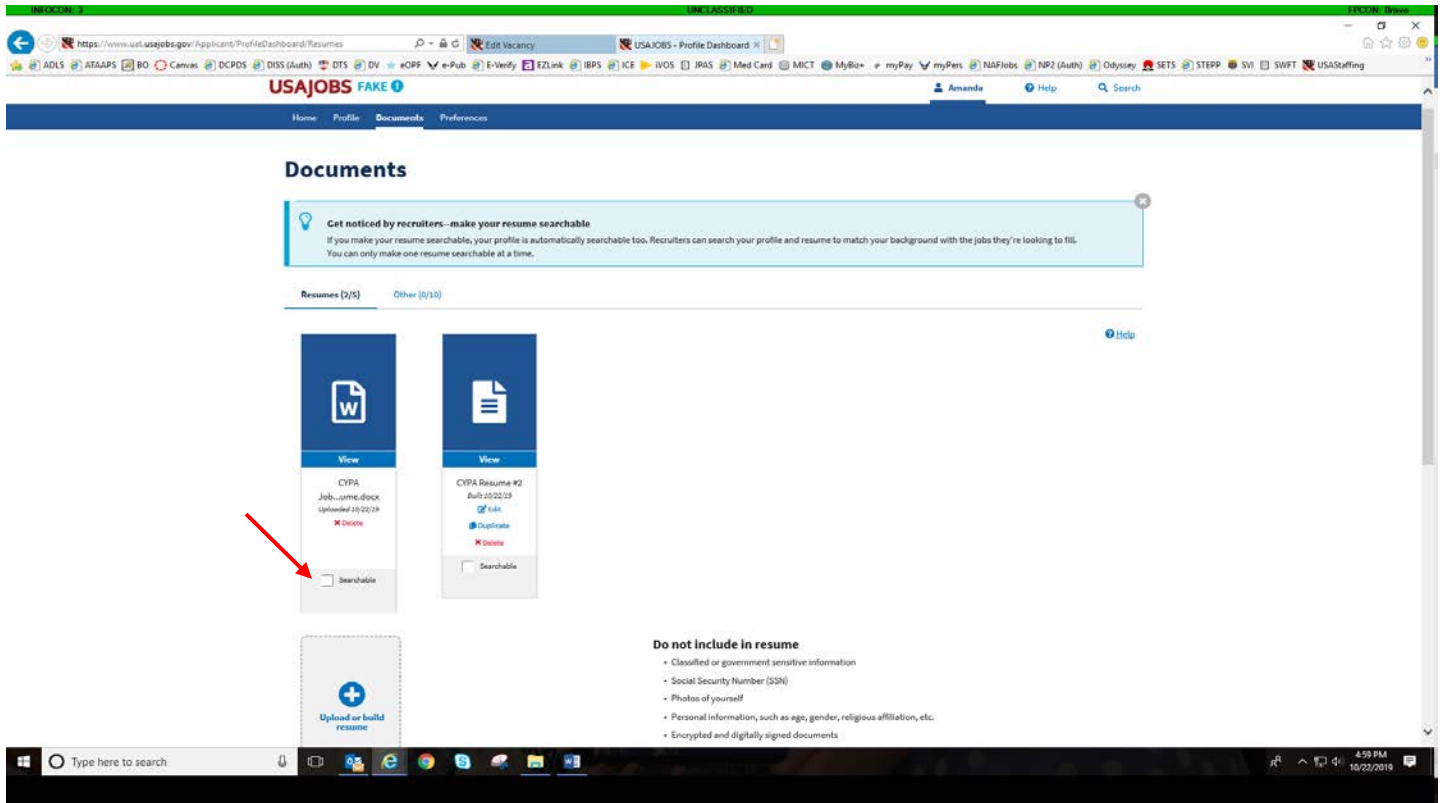 INFOCON: 3 UNCLASSIFIED FPCON: Bravo
https://www.uat.usajobs.gov/Applicant/ProfileDashboard/Resumes Edit Vacancy USAJOBS - Profile Dashboard
ADLS ATAAPS BO Canvas DCPDS DISS (Auth) DTS DV eOPF e-Pub E-Verify EZLink IBPS ICE iVOS JPAS Med Card MICT MyBiz+ myPay myPers NAFJobs NP2 (Auth) Odyssey SETS STEPP SVI SWFT USAStaffing
USAJOBS FAKE Amanda Help Search
Home Profile Documents Preferences
Documents
Get noticed by recruiters--make your resume searchable
If you make your resume searchable, your profile is automatically searchable too. Recruiters can search your profile and resume to match your background with the jobs they're looking to fill.
You can only make one resume searchable at a time.
Resumes (2/5) Other (0/10)
Help
W
View
CYPA
Job...ume.docx
Uploaded 10/22/19
Delete
Searchable
View
CYPA Resume #2
Built 10/22/19
Edit
Duplicate
Delete
Searchable
Upload or build
resume
Do not include in resume
• Classified or government sensitive information
• Social Security Number (SSN)
• Photos of yourself
• Personal information, such as age, gender, religious affiliation, etc.
• Encrypted and digitally signed documents
Type here to search
4:59 PM
10/22/2019